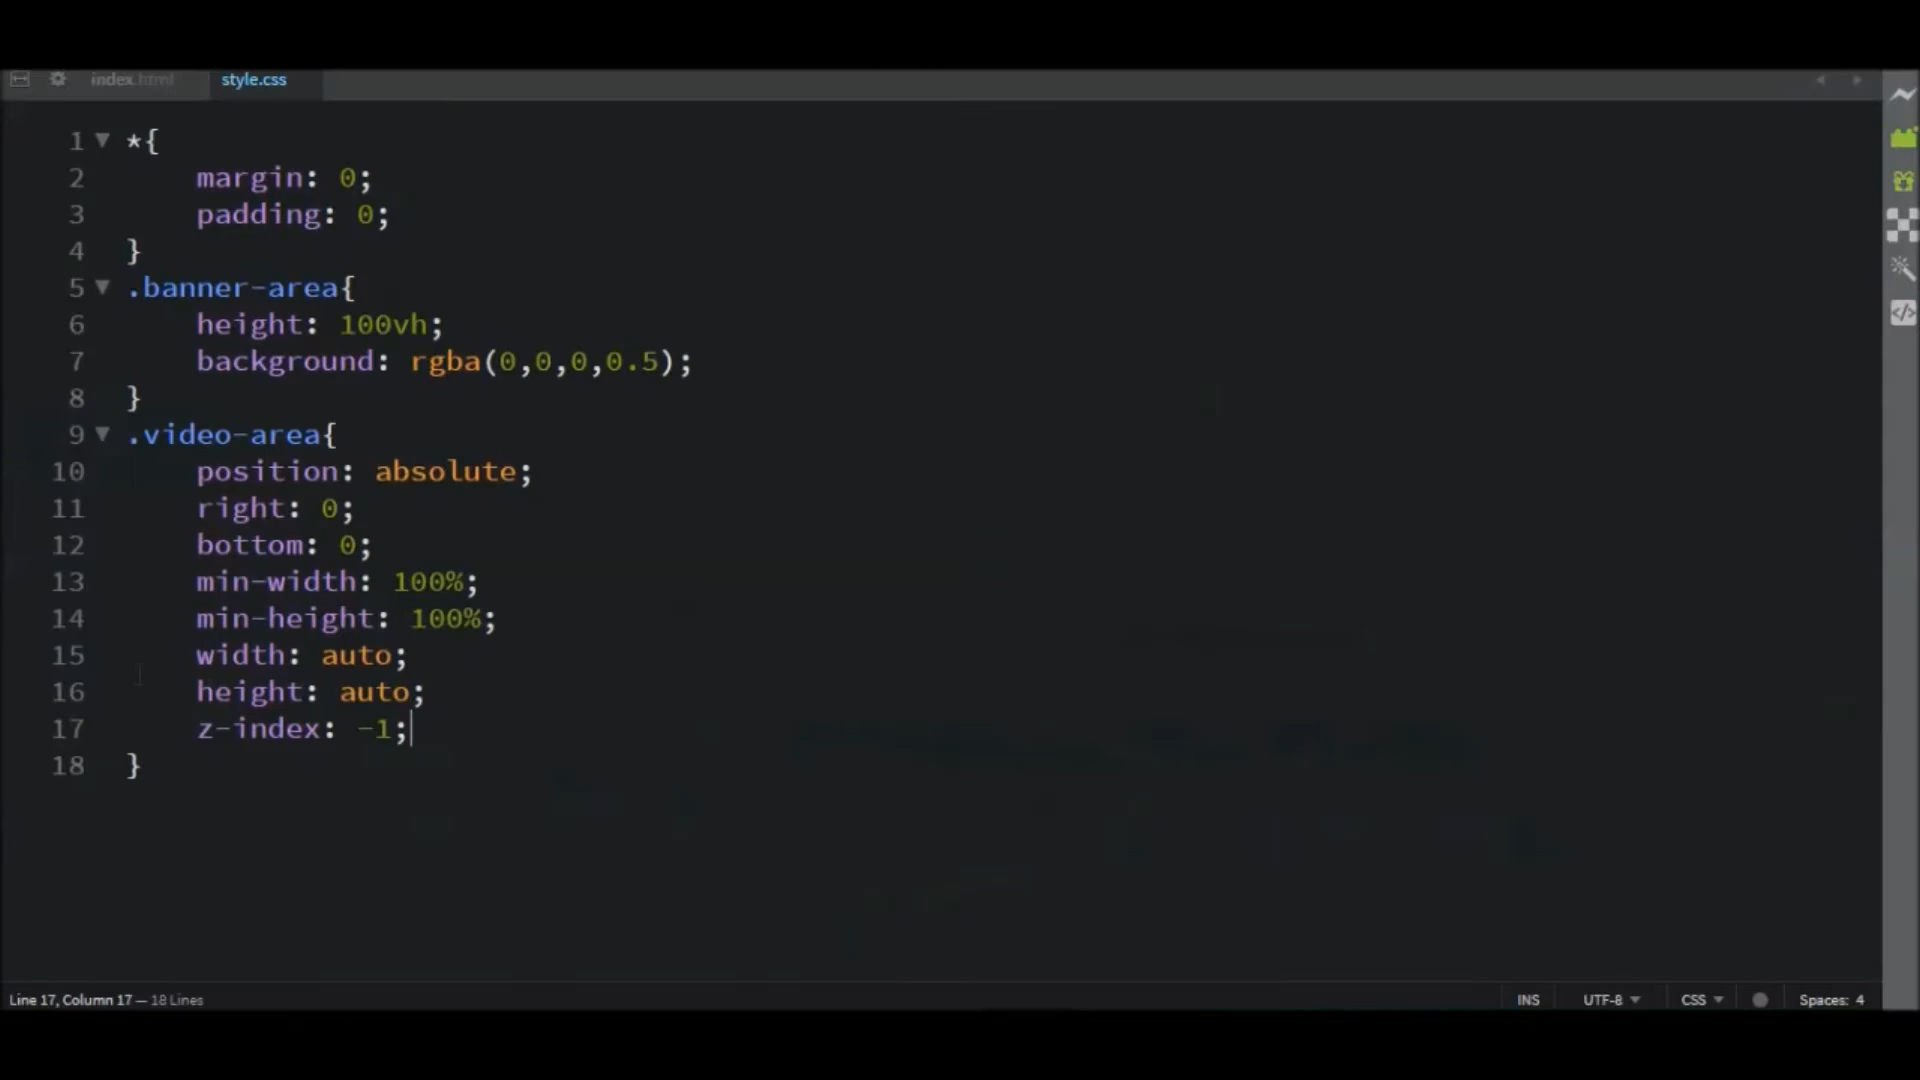 index.html style.css
1 *{
2 margin: 0;
3 padding: 0;
4 }
5 .banner-area{
6 height: 100vh;
7 background: rgba(0,0,0,0.5);
8 }
9 .video-area{
10 position: absolute;
11 right: 0;
12 bottom: 0;
13 min-width: 100%;
14 min-height: 100%;
15 width: auto;
16 height: auto;
17 z-index: -1;
18 }
Line 17, Column 17 — 18 Lines INS UTF-8 CSS Spaces: 4